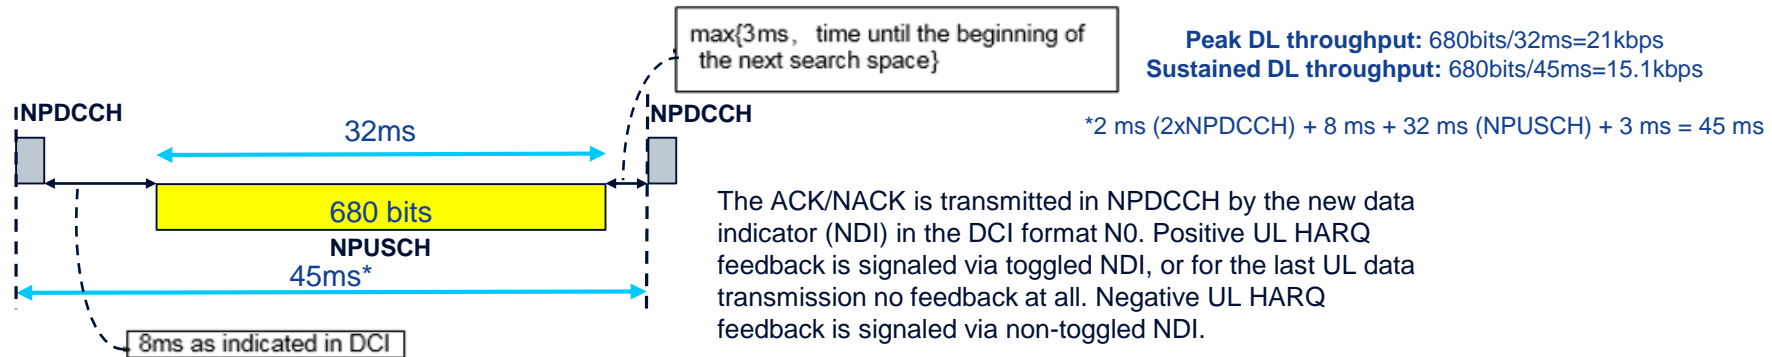 max{3ms, time until the beginning of
the next search space}
Peak DL throughput: 680bits/32ms=21kbps
Sustained DL throughput: 680bits/45ms=15.1kbps
*2 ms (2xNPDCCH) + 8 ms + 32 ms (NPUSCH) + 3 ms = 45 ms
NPDCCH
32ms
NPDCCH
680 bits
NPUSCH
45ms*
8ms as indicated in DCI
The ACK/NACK is transmitted in NPDCCH by the new data
indicator (NDI) in the DCI format N0. Positive UL HARQ
feedback is signaled via toggled NDI, or for the last UL data
transmission no feedback at all. Negative UL HARQ
feedback is signaled via non-toggled NDI.